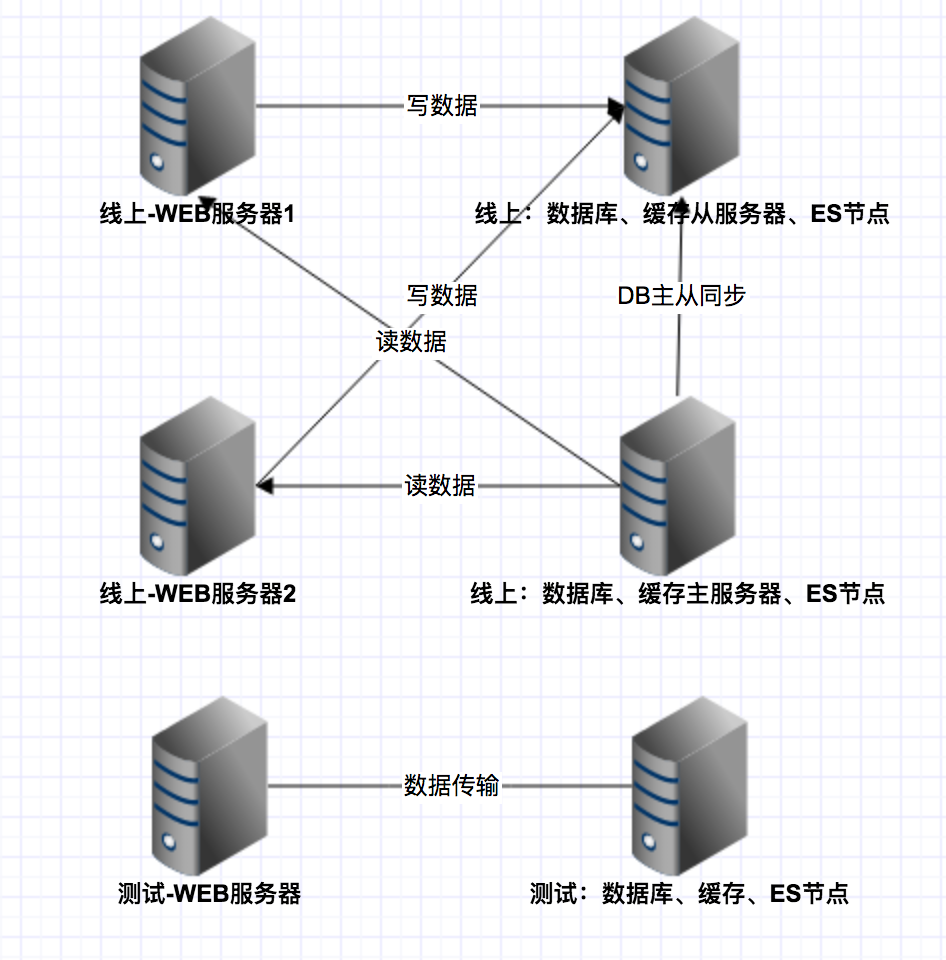 写数据
线上-WEB服务器1
线上：数据库、缓存从服务器、ES节点
写数据
DB主从同步
读数据
读数据
线上-WEB服务器2
线上：数据库、缓存主服务器、ES节点
数据传输
测试-WEB服务器
测试：数据库、缓存、ES节点